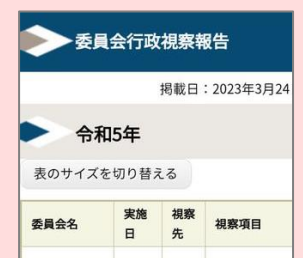 委員会行政視察報告
掲載日：2023年3月24
令和5年
表のサイズを切り替える
委員会名 実施日 視察先 視察項目